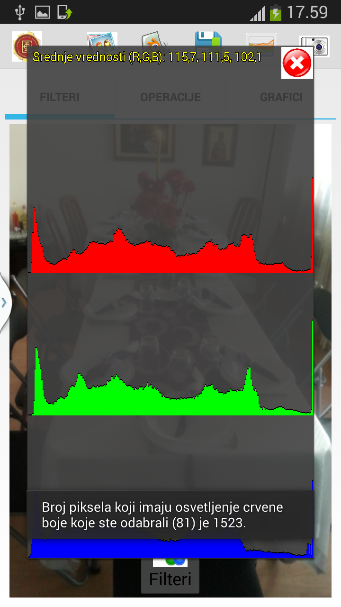 17.59
Srednje vrednosti (R,G,B): 115,7, 111,5, 102,1
FILTERI OPERACIJE GRAFICI
Broj piksela koji imaju osvetljenje crvene
boje koje ste odabrali (81) je 1523.
Filteri